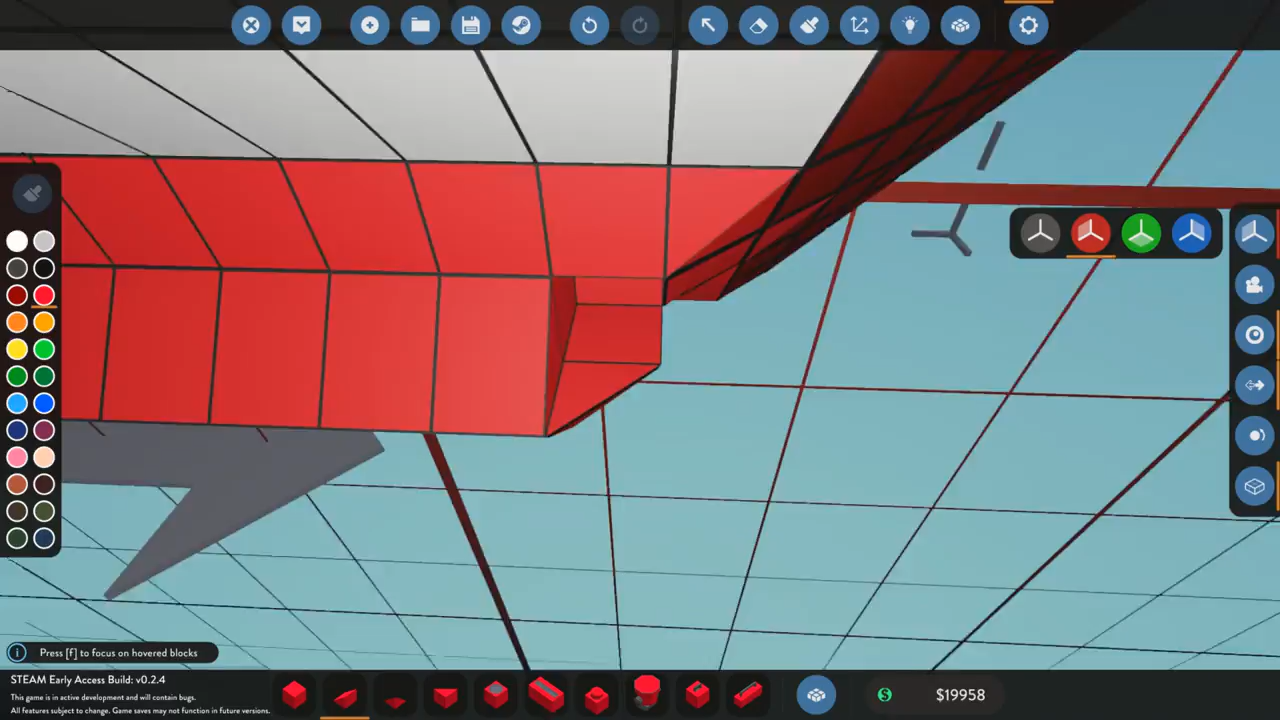 Press [f] to focus on hovered blocks
STEAM Early Access Build: v0.2.4
This game is in active development and will contain bugs.
All features subject to change. Game saves may not function in future versions.
$19958